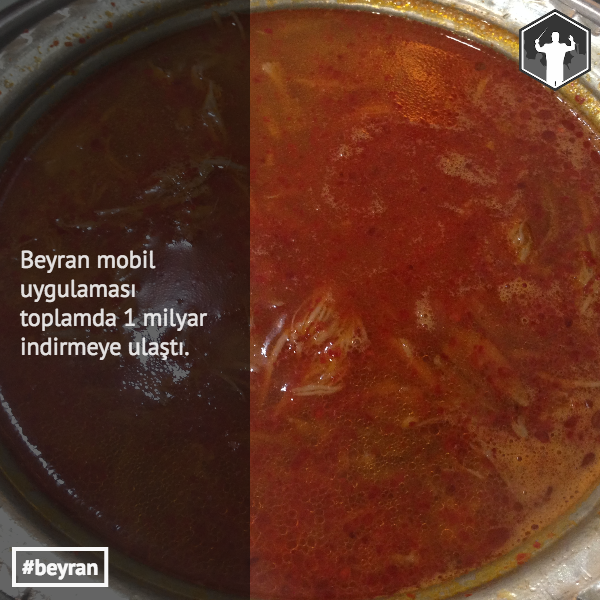 Beyran mobil
uygulaması
toplamda 1 milyar
indirmeye ulaştı.
#beyran